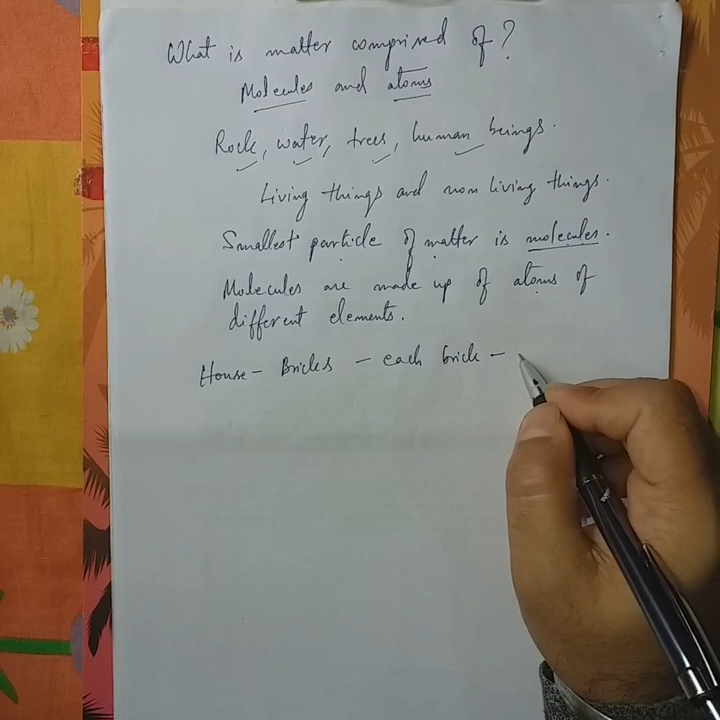 What is matter comprised of?
Molecules and atoms
Rock, water, trees, human beings.
Living things and non living things.
Smallest particle of matter is molecules.
Molecules are made up of atoms of
different elements.
House - Bricks - each brick -